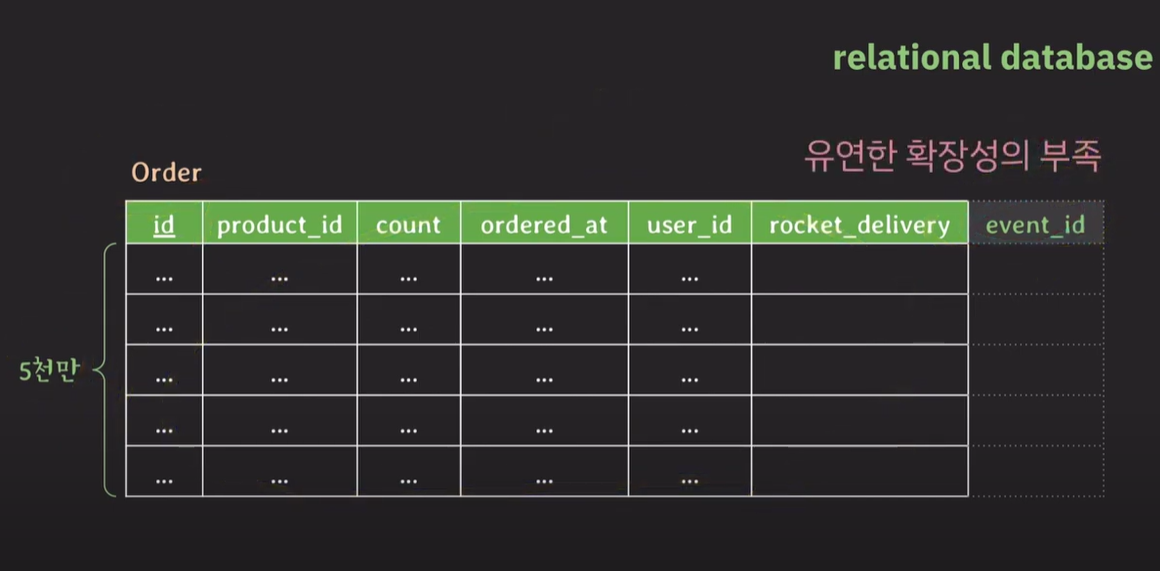 relational database
유연한 확장성의 부족
Order
id product_id count ordered_at user_id rocket_delivery event_id
... ... ... ... ...
... ... ... ... ...
5천만
... ... ... ... ...
... ... ... ... ...
... ... ... ... ...